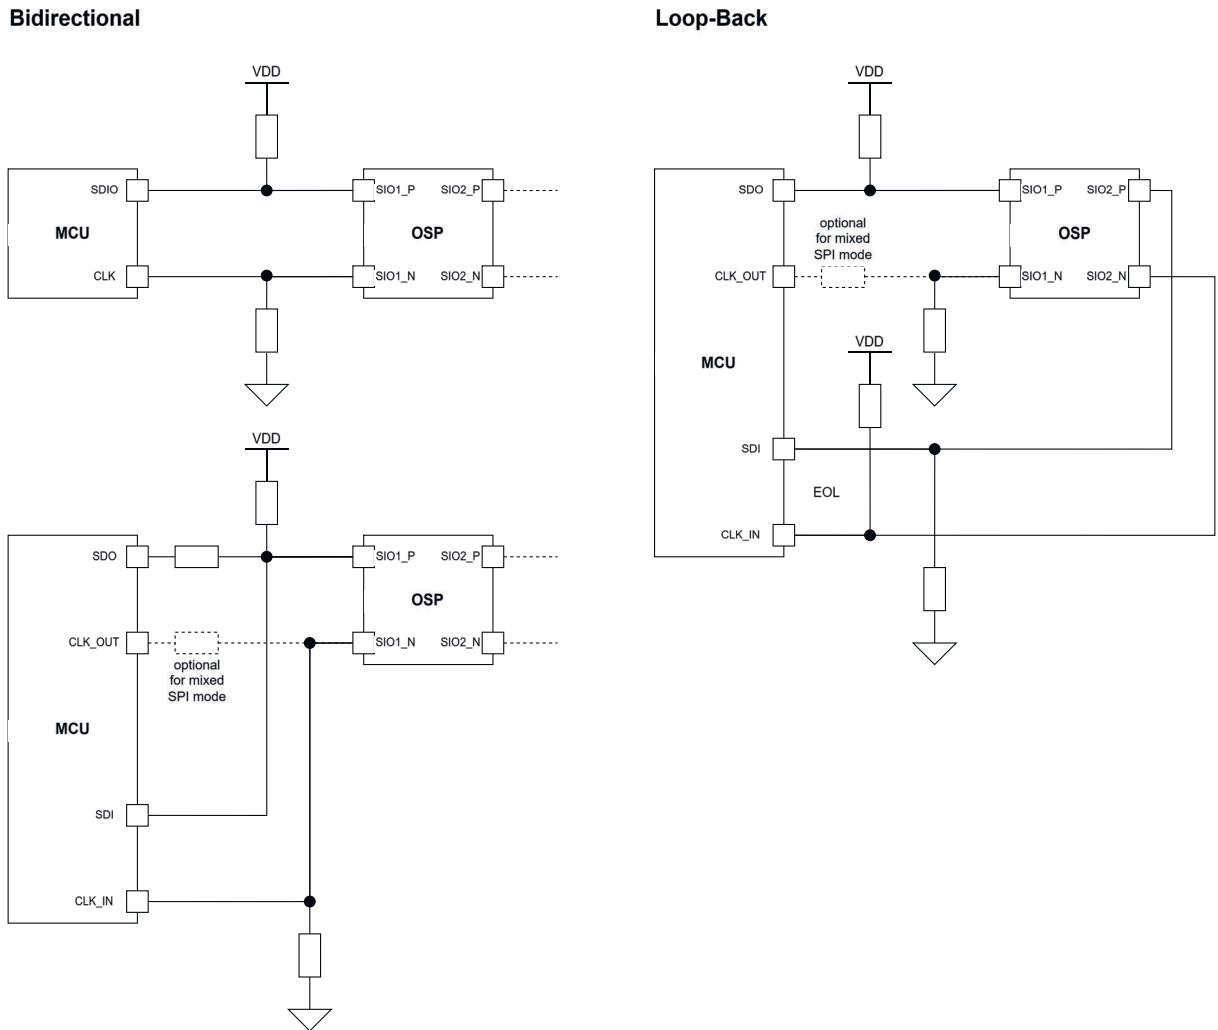 Bidirectional
VDD
SDIO
SIO1_P
SIO2_P
MCU
OSP
CLK
SIO1_N
SIO2_N
VDD
SDO
SIO1_P
SIO2_P
OSP
CLK_OUT
SIO1_N
SIO2_N
optional
for mixed
SPI mode
MCU
SDI
CLK_IN
Loop-Back
VDD
SDO
SIO1_P
SIO2_P
optional
for mixed
SPI mode
OSP
CLK_OUT
SIO1_N
SIO2_N
VDD
MCU
SDI
EOL
CLK_IN